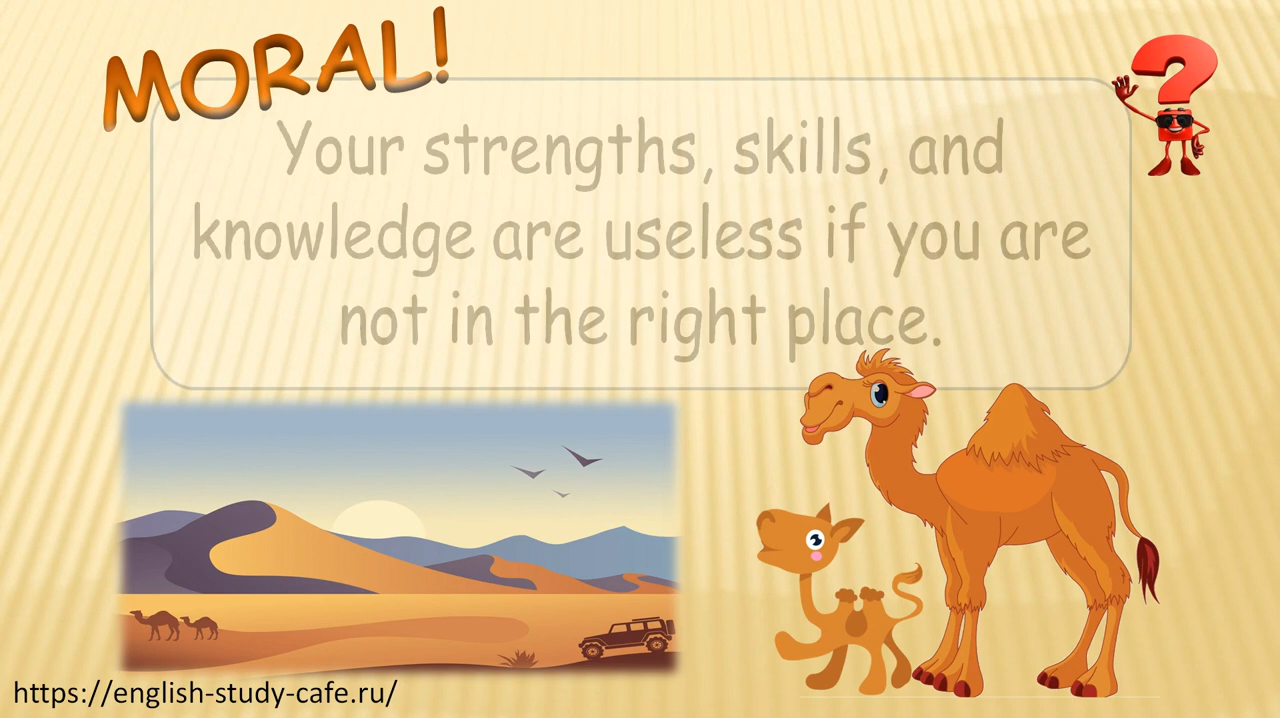 MORAL!
Your strengths, skills, and
knowledge are useless if you are
not in the right place.
https://english-study-cafe.ru/